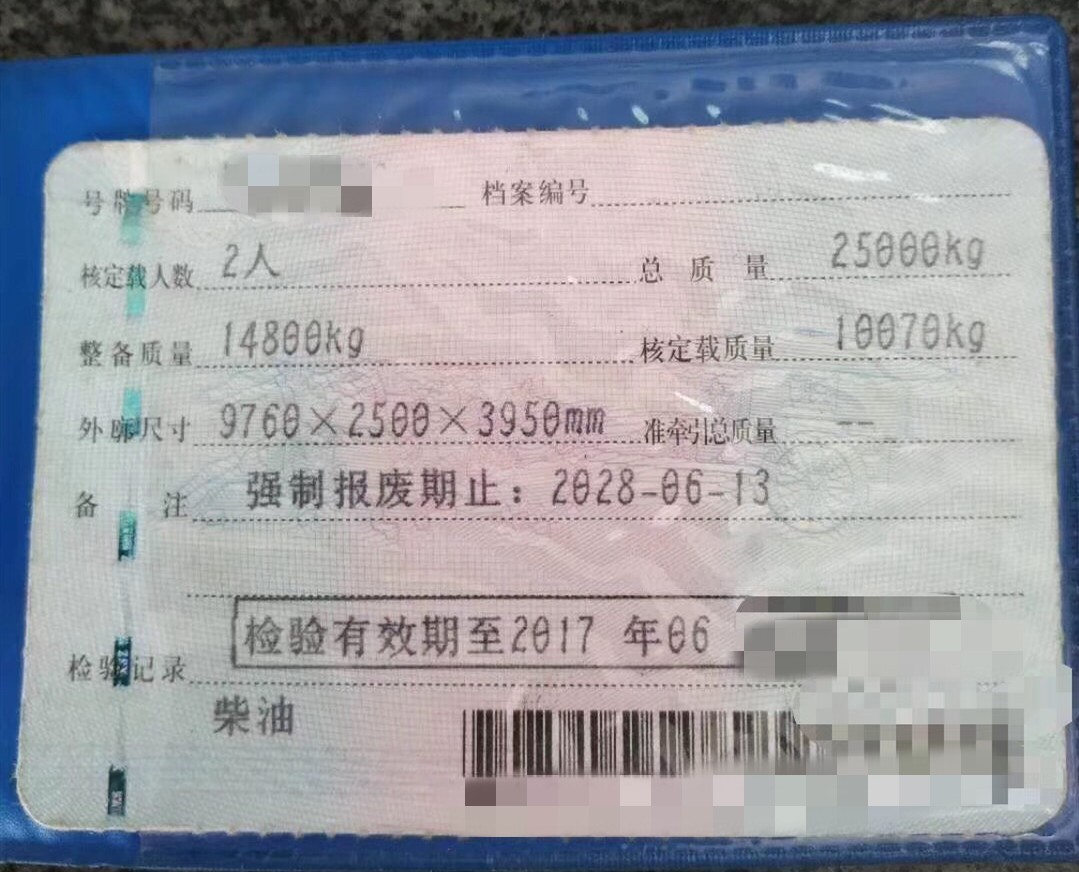 号牌号码 档案编号
核定载人数 2人 总质量 25000kg
整备质量 14800kg 核定载质量 10070kg
外廓尺寸 9760×2500×3950mm 准牵引总质量 --
备注 强制报废期止：2028-06-13
检验记录 检验有效期至2017 年06
柴油